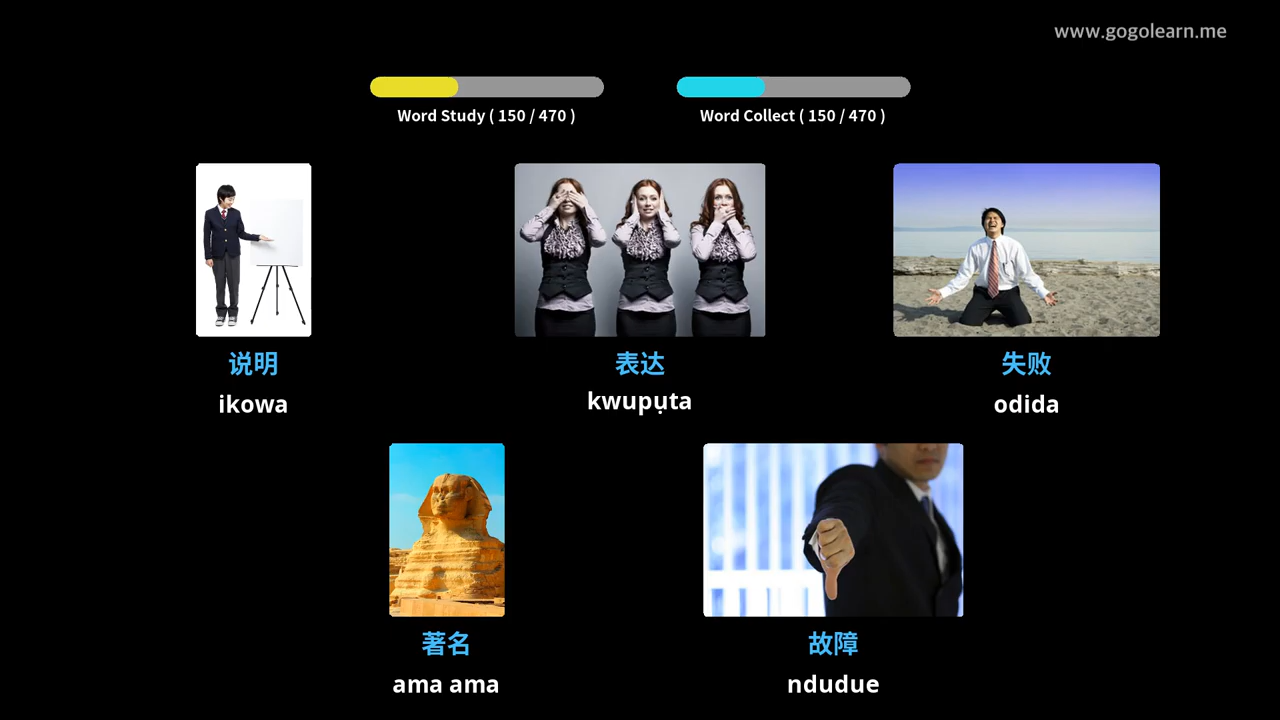 www.gogolearn.me
Word Study ( 150 / 470 )
Word Collect ( 150 / 470 )
说明
ikowa
表达
kwupụta
失败
odida
著名
ama ama
故障
ndudue